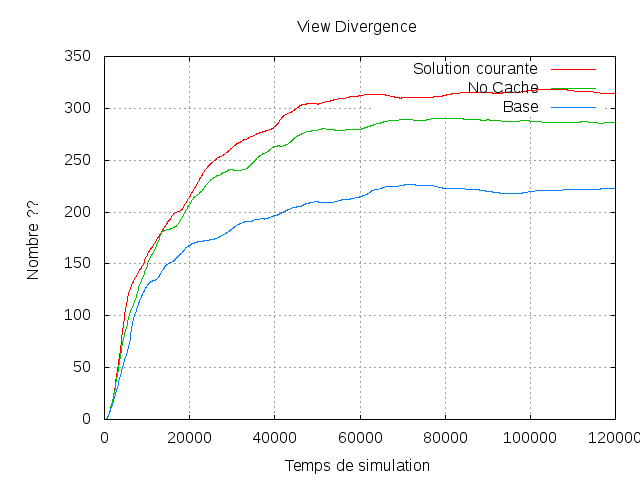 View Divergence
350
300
250
200
150
100
50
0
Nombre ??
Solution courante
No Cache
Base
0 20000 40000 60000 80000 100000 120000
Temps de simulation